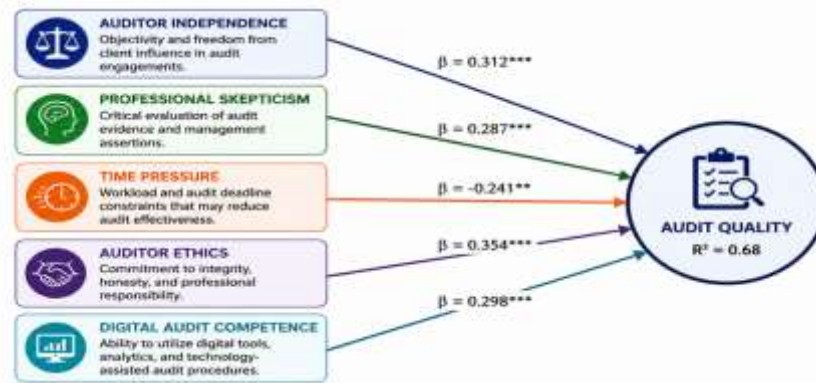 AUDITOR INDEPENDENCE
Objectivity and freedom from
client influence in audit
engagements.
β = 0.312***
PROFESSIONAL SKEPTICISM
Critical evaluation of audit
evidence and management
assertions.
β = 0.287***
TIME PRESSURE
Workload and audit deadline
constraints that may reduce
audit effectiveness.
β = -0.241**
AUDITOR ETHICS
Commitment to integrity,
honesty, and professional
responsibility.
β = 0.354***
DIGITAL AUDIT COMPETENCE
Ability to utilize digital tools,
analytics, and technology-
assisted audit procedures.
β = 0.298***
AUDIT QUALITY
R² = 0.68